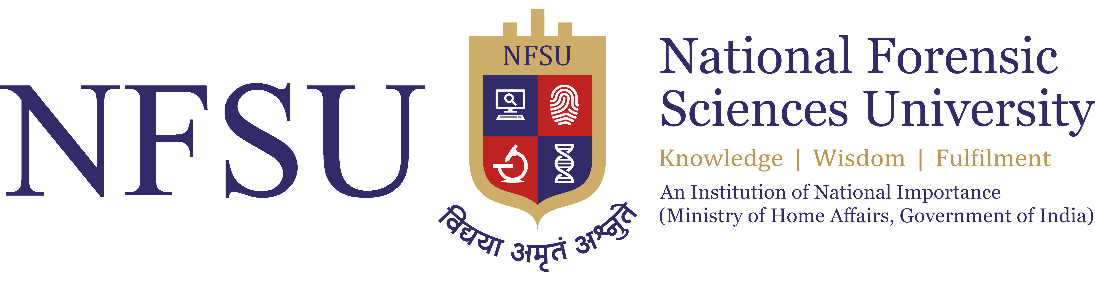 NFSU
NFSU
विद्यया अमृतं अश्नुते
National Forensic
Sciences University
Knowledge | Wisdom | Fulfilment
An Institution of National Importance
(Ministry of Home Affairs, Government of India)